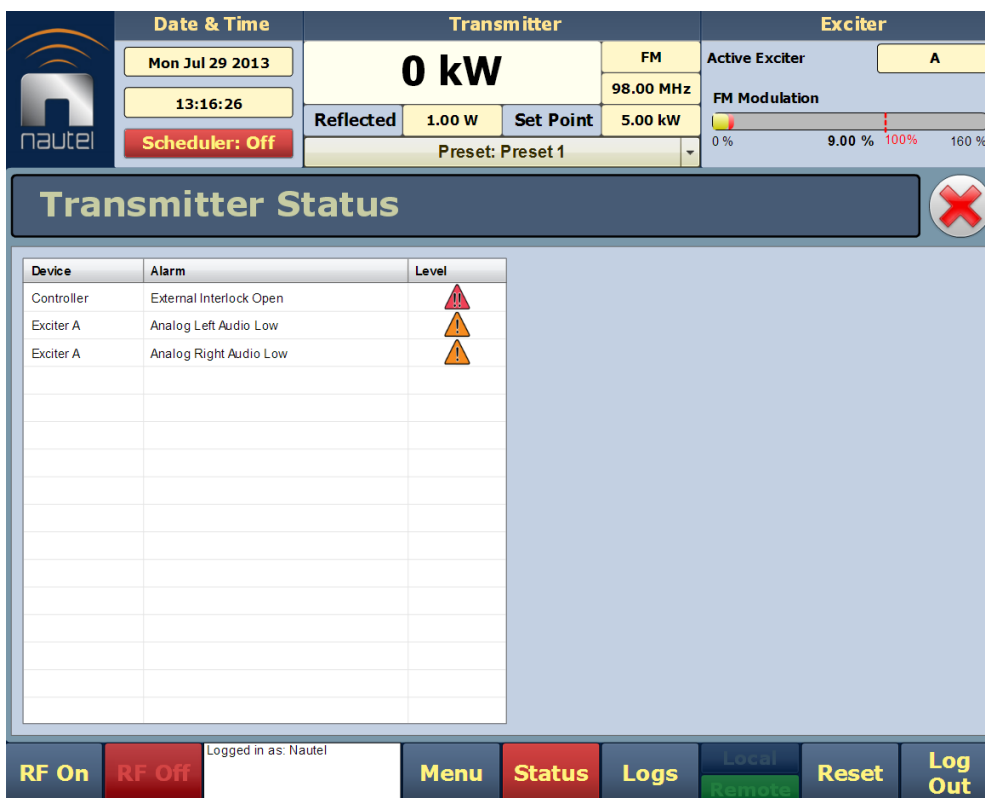 Date & Time
Transmitter
Exciter
nautel
Mon Jul 29 2013
13:16:26
Scheduler: Off
0 kW
FM
98.00 MHz
Reflected 1.00 W Set Point 5.00 kW
Preset: Preset 1
Active Exciter A
FM Modulation
0 % 9.00 % 100% 160 %
Transmitter Status
Device Alarm Level
Controller External Interlock Open
Exciter A Analog Left Audio Low
Exciter A Analog Right Audio Low
RF On
RF Off
Logged in as: Nautel
Menu
Status
Logs
Local
Remote
Reset
Log
Out